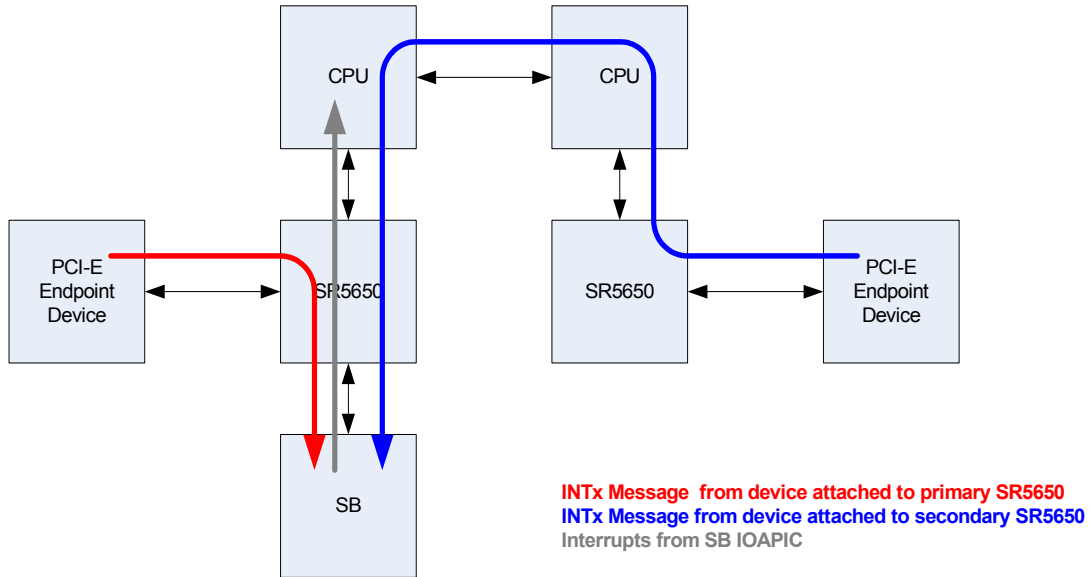 CPU
CPU
PCI-E
Endpoint
Device
SR5650
SR5650
PCI-E
Endpoint
Device
SB
INTx Message from device attached to primary SR5650
INTx Message from device attached to secondary SR5650
Interrupts from SB IOAPIC